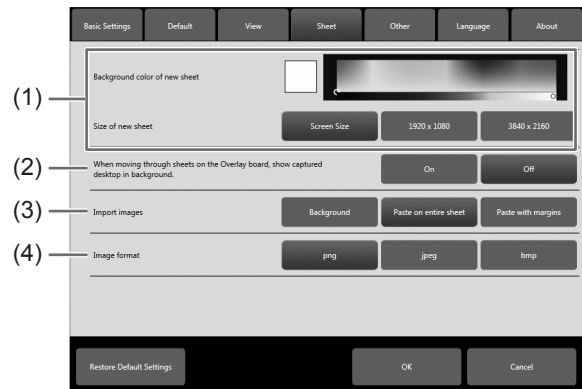 Basic Settings Default View Sheet Other Language About
(1)
Background color of new sheet
Size of new sheet Screen Size 1920 x 1080 3840 x 2160
(2)
When moving through sheets on the Overlay board, show captured
desktop in background. On Off
(3)
Import images Background Paste on entire sheet Paste with margins
(4)
Image format png jpeg bmp
Restore Default Settings OK Cancel